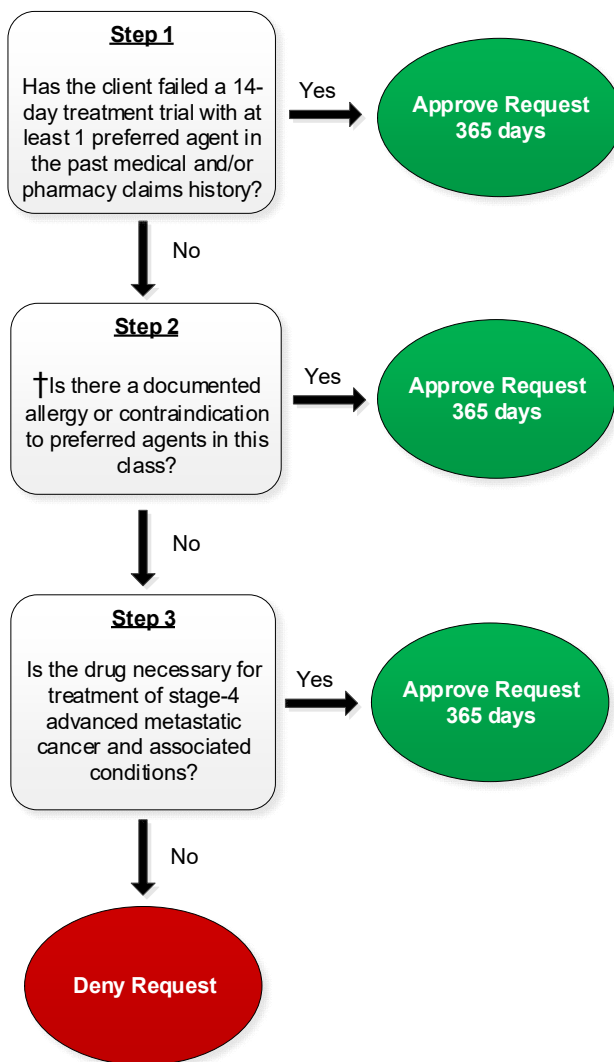 Step 1
Has the client failed a 14-
day treatment trial with at
least 1 preferred agent in
the past medical and/or
pharmacy claims history?
Yes
Approve Request
365 days
No
Step 2
†Is there a documented
allergy or contraindication
to preferred agents in this
class?
Yes
Approve Request
365 days
No
Step 3
Is the drug necessary for
treatment of stage-4
advanced metastatic
cancer and associated
conditions?
Yes
Approve Request
365 days
No
Deny Request